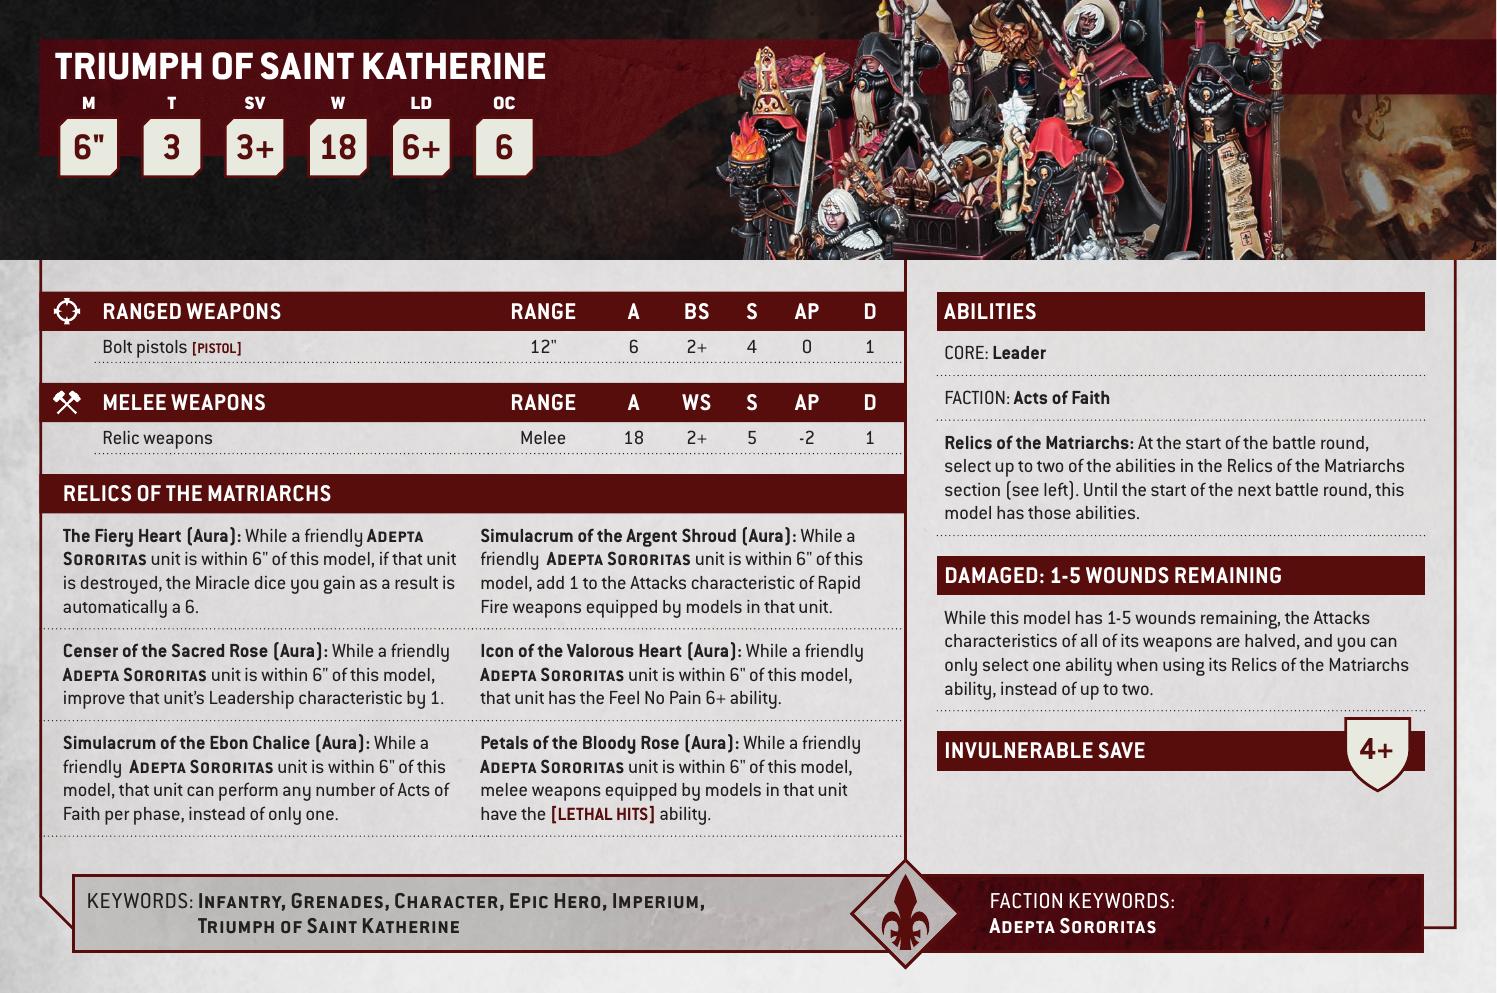 TRIUMPH OF SAINT KATHERINE
M T SV W LD OC
6" 3 3+ 18 6+ 6
LUCIA
RANGED WEAPONS RANGE A BS S AP D
Bolt pistols [PISTOL] 12" 6 2+ 4 0 1
MELEE WEAPONS RANGE A WS S AP D
Relic weapons Melee 18 2+ 5 -2 1
RELICS OF THE MATRIARCHS
The Fiery Heart (Aura): While a friendly ADEPTA
SORORITAS unit is within 6" of this model, if that unit
is destroyed, the Miracle dice you gain as a result is
automatically a 6.
Censer of the Sacred Rose (Aura): While a friendly
ADEPTA SORORITAS unit is within 6" of this model,
improve that unit's Leadership characteristic by 1.
Simulacrum of the Ebon Chalice (Aura): While a
friendly ADEPTA SORORITAS unit is within 6" of this
model, that unit can perform any number of Acts of
Faith per phase, instead of only one.
Simulacrum of the Argent Shroud (Aura): While a
friendly ADEPTA SORORITAS unit is within 6" of this
model, add 1 to the Attacks characteristic of Rapid
Fire weapons equipped by models in that unit.
Icon of the Valorous Heart (Aura): While a friendly
ADEPTA SORORITAS unit is within 6" of this model,
that unit has the Feel No Pain 6+ ability.
Petals of the Bloody Rose (Aura): While a friendly
ADEPTA SORORITAS unit is within 6" of this model,
melee weapons equipped by models in that unit
have the [LETHAL HITS] ability.
ABILITIES
CORE: Leader
FACTION: Acts of Faith
Relics of the Matriarchs: At the start of the battle round,
select up to two of the abilities in the Relics of the Matriarchs
section (see left). Until the start of the next battle round, this
model has those abilities.
DAMAGED: 1-5 WOUNDS REMAINING
While this model has 1-5 wounds remaining, the Attacks
characteristics of all of its weapons are halved, and you can
only select one ability when using its Relics of the Matriarchs
ability, instead of up to two.
INVULNERABLE SAVE 4+
KEYWORDS: INFANTRY, GRENADES, CHARACTER, EPIC HERO, IMPERIUM,
TRIUMPH OF SAINT KATHERINE
FACTION KEYWORDS:
ADEPTA SORORITAS